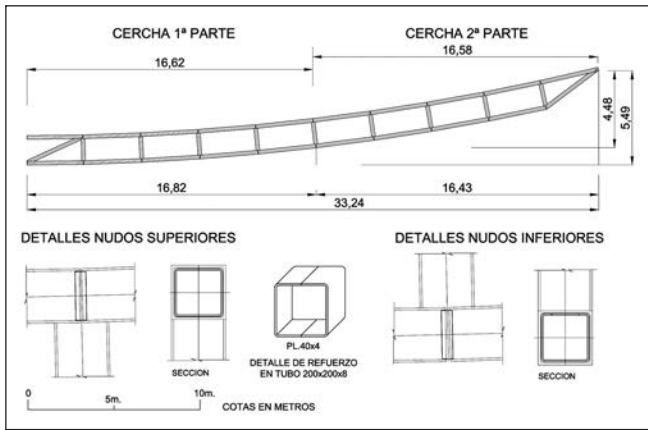 CERCHA 1ª PARTE
CERCHA 2ª PARTE
16,62
16,58
4,48
5,49
16,82
16,43
33,24
DETALLES NUDOS SUPERIORES
DETALLES NUDOS INFERIORES
PL.40x4
SECCION
DETALLE DE REFUERZO
EN TUBO 200x200x8
SECCION
0
5m.
10m.
COTAS EN METROS